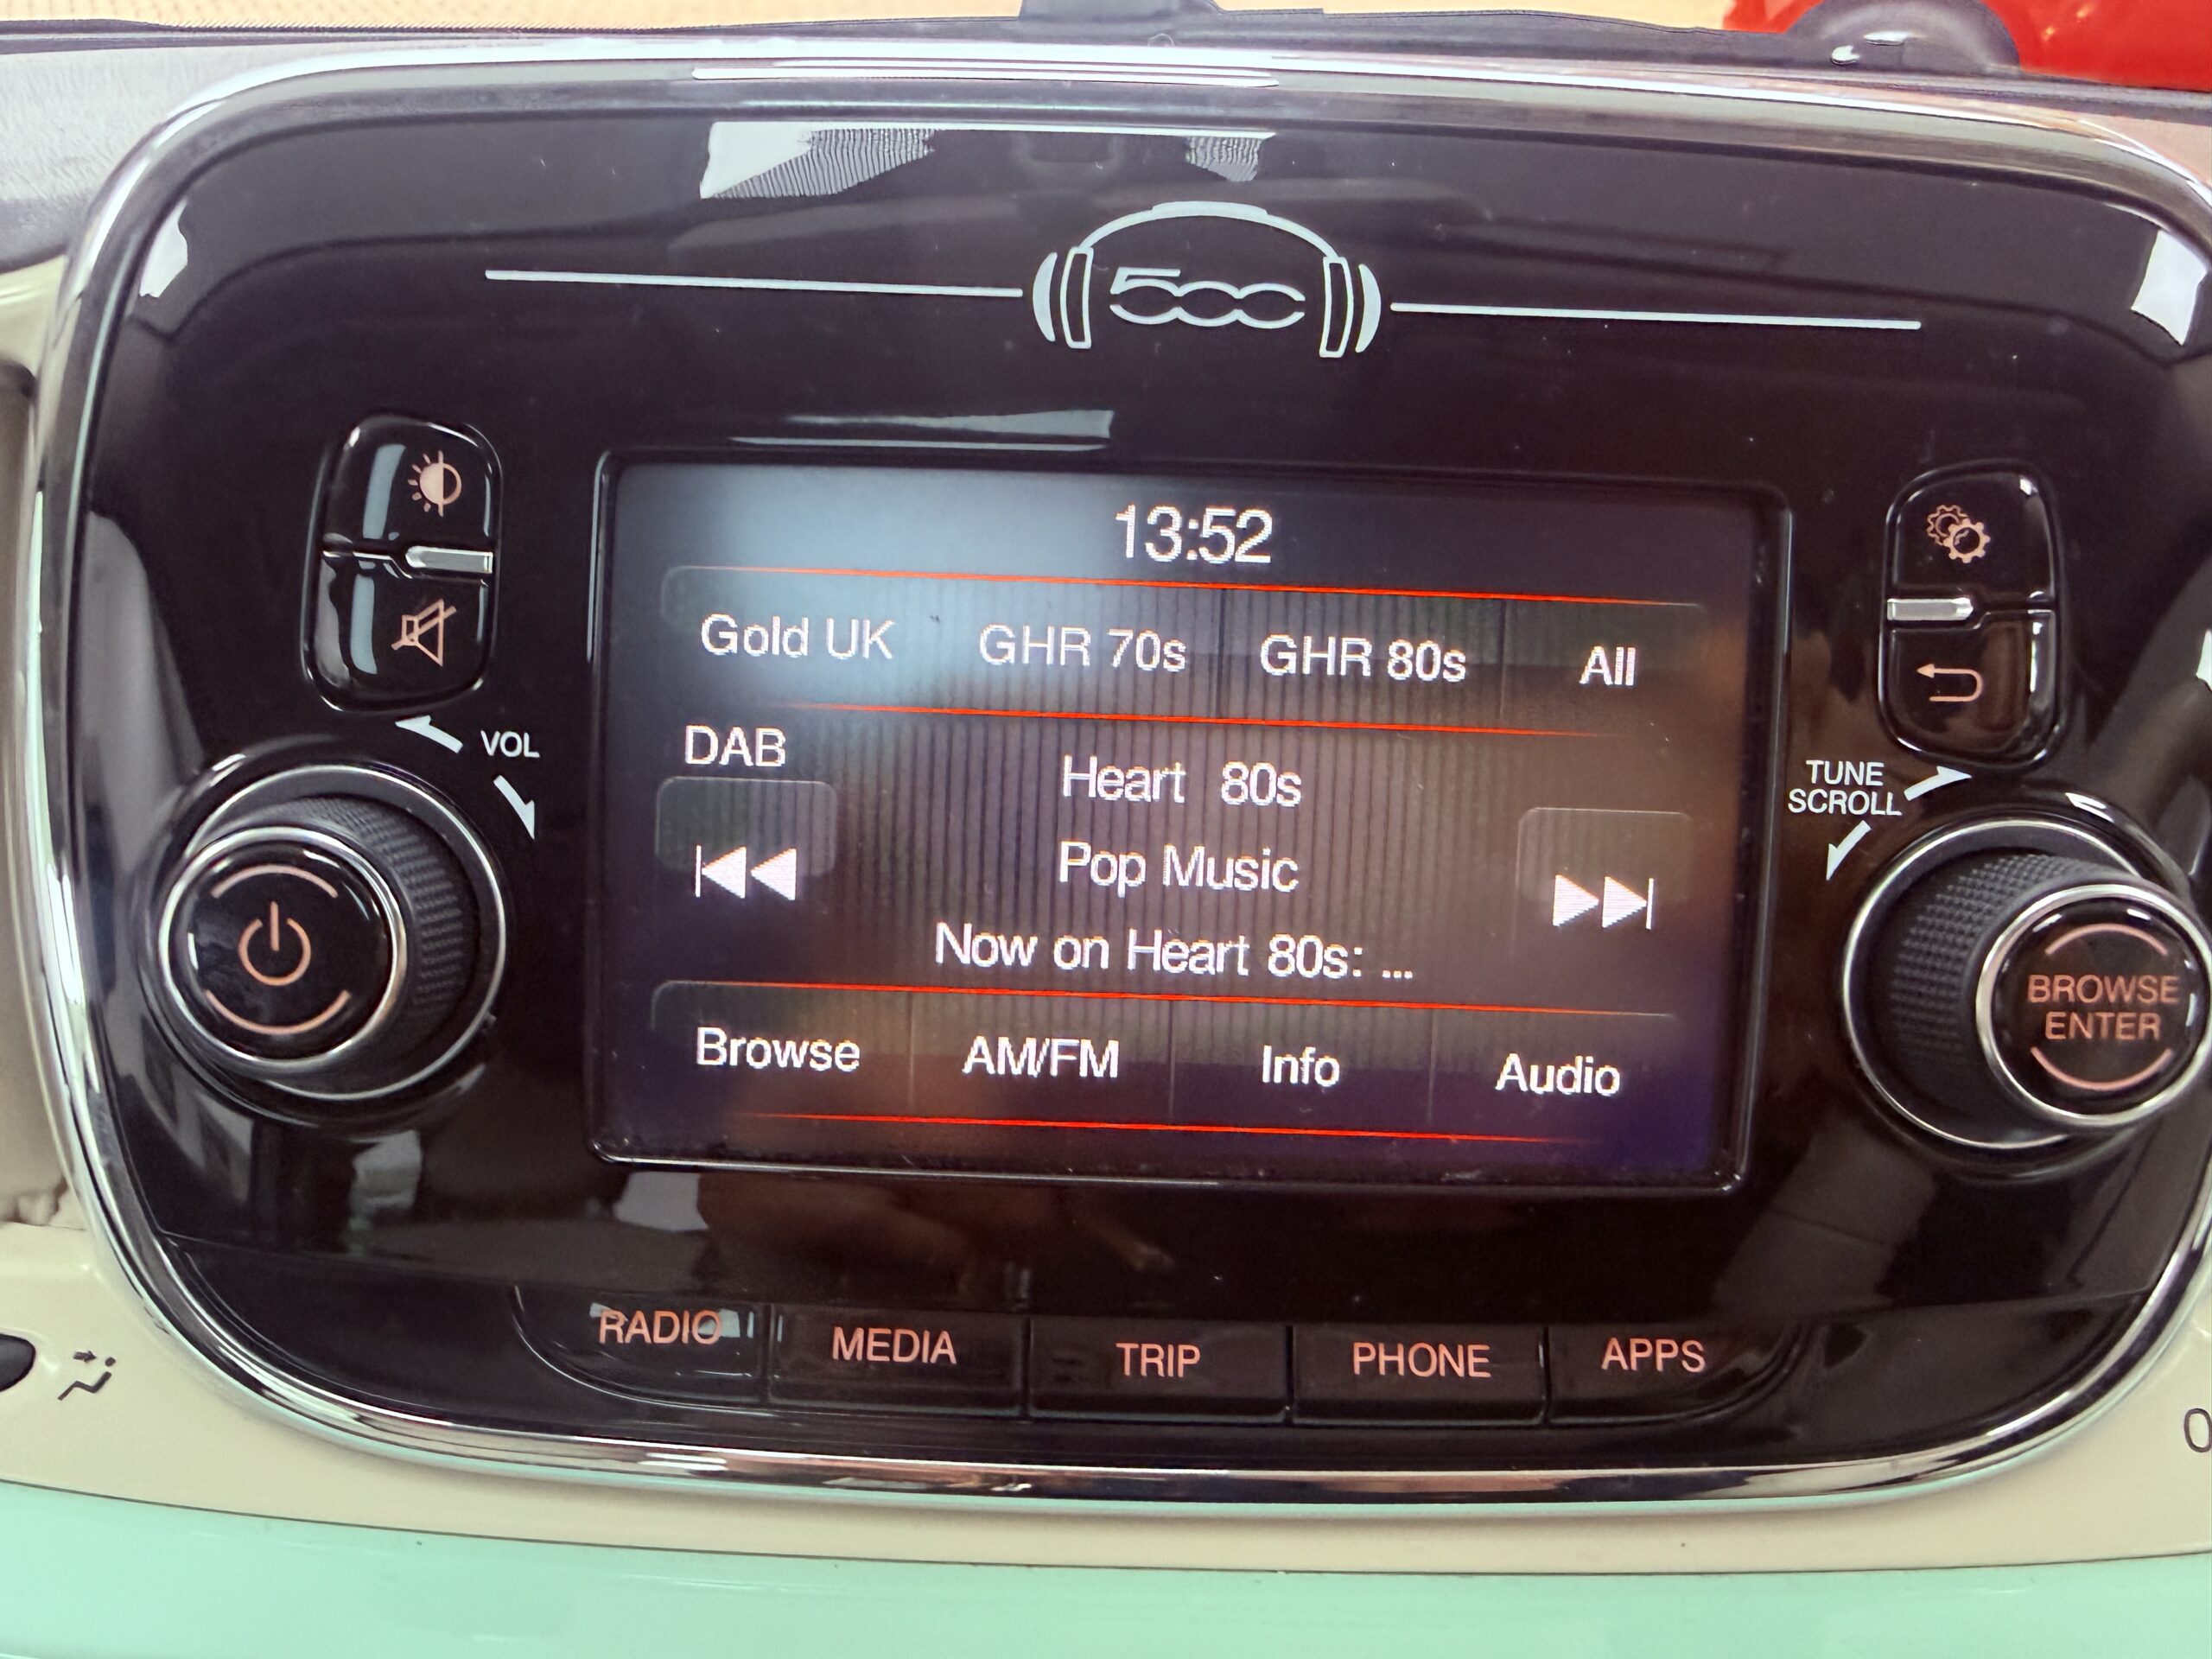 500
13:52
Gold UK GHR 70s GHR 80s All
DAB
Heart 80s
Pop Music
Now on Heart 80s: ...
Browse AM/FM Info Audio
VOL
TUNE
SCROLL
BROWSE
ENTER
RADIO MEDIA TRIP PHONE APPS